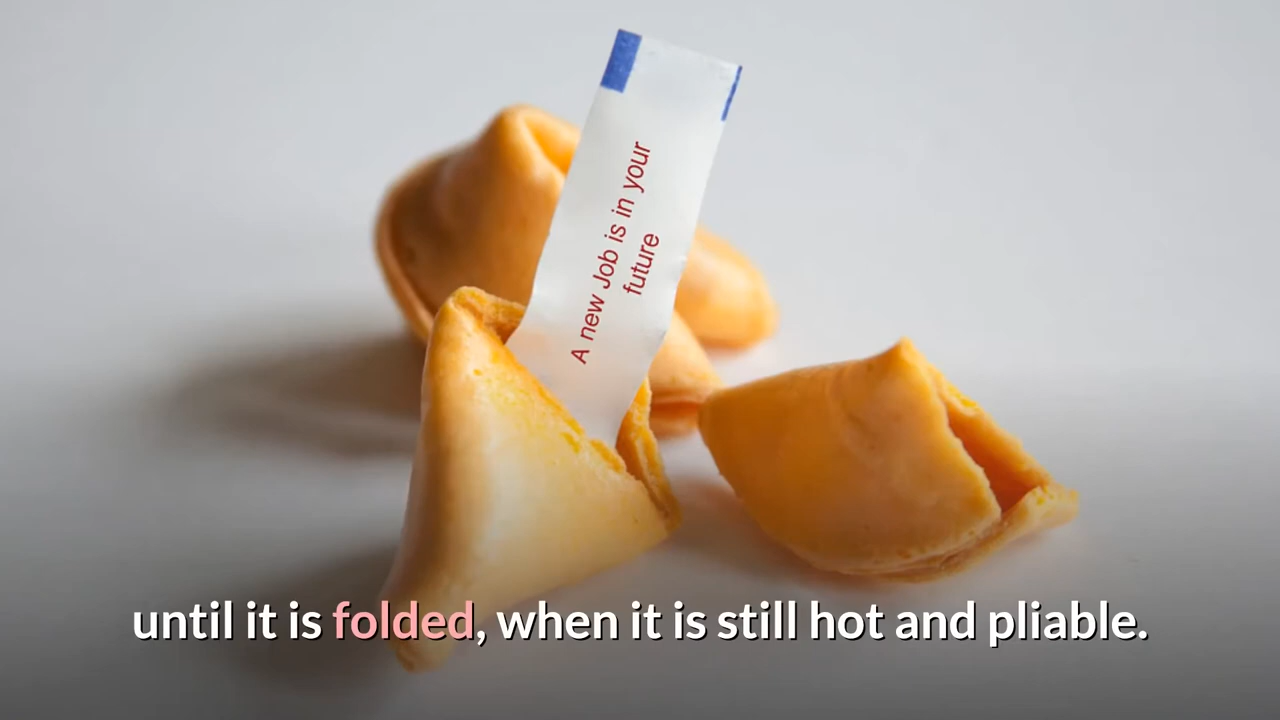 A new Job is in your
future
until it is folded, when it is still hot and pliable.